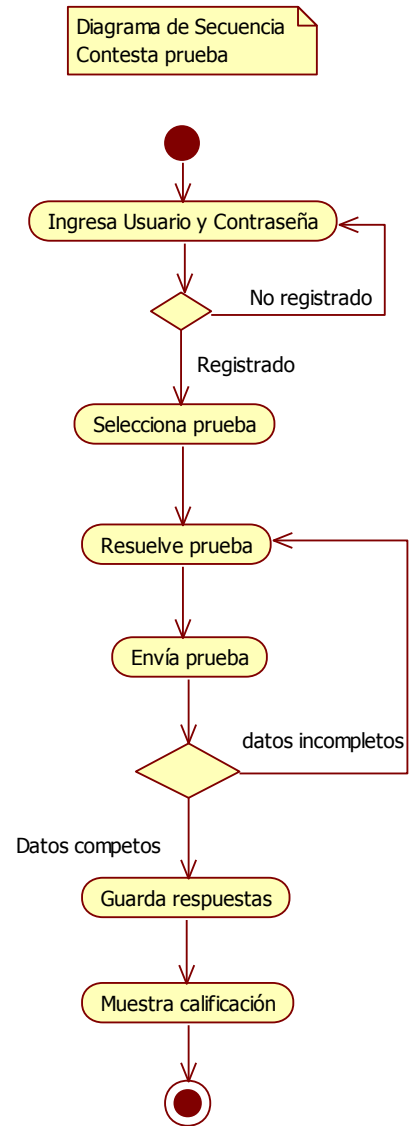 Diagrama de Secuencia
Contesta prueba
Ingresa Usuario y Contraseña
No registrado
Registrado
Selecciona prueba
Resuelve prueba
Envía prueba
datos incompletos
Datos competos
Guarda respuestas
Muestra calificación